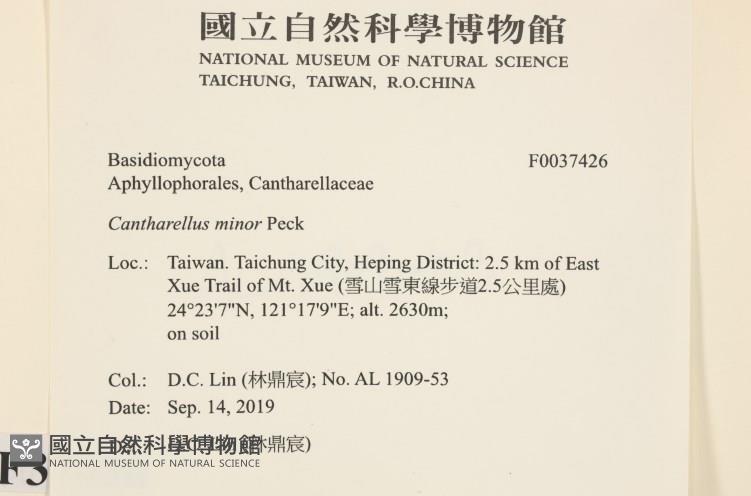 國立自然科學博物館
NATIONAL MUSEUM OF NATURAL SCIENCE
TAICHUNG, TAIWAN, R.O.CHINA
Basidiomycota F0037426
Aphyllophorales, Cantharellaceae
Cantharellus minor Peck
Loc.: Taiwan. Taichung City, Heping District: 2.5 km of East
Xue Trail of Mt. Xue (雪山雪東線步道2.5公里處)
24°23'7"N, 121°17'9"E; alt. 2630m;
on soil
Col.: D.C. Lin (林鼎宸); No. AL 1909-53
Date: Sep. 14, 2019
林鼎宸)
國立自然科學博物館
NATIONAL MUSEUM OF NATURAL SCIENCE
F3